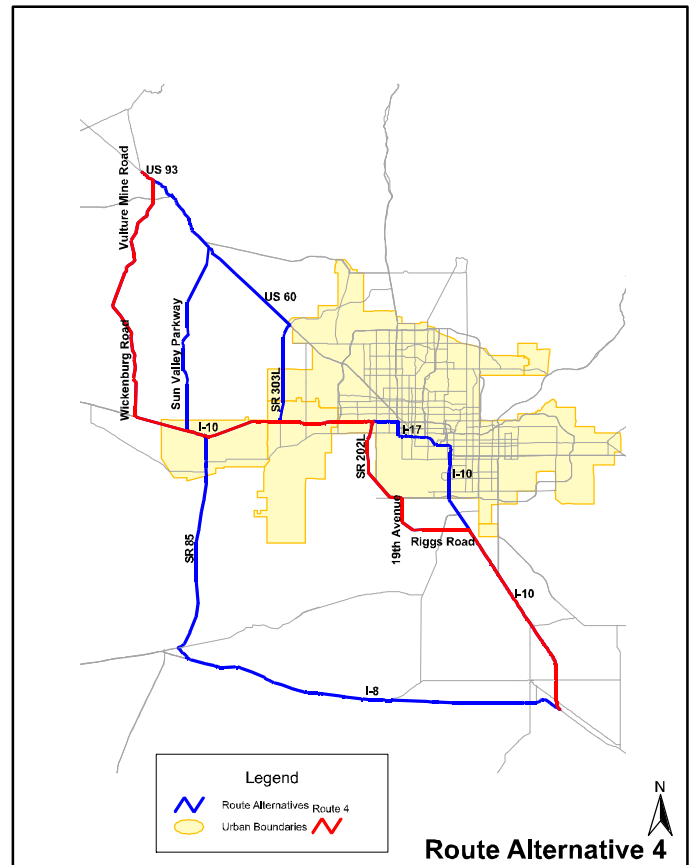 US 93
Vulture Mine Road
US 60
Sun Valley Parkway
Wickenburg Road
SR 303L
I-10
I-17
SR 202L
I-10
19th Avenue
Riggs Road
SR 85
I-10
I-8
Legend
Route Alternatives Route 4
Urban Boundaries
N
Route Alternative 4